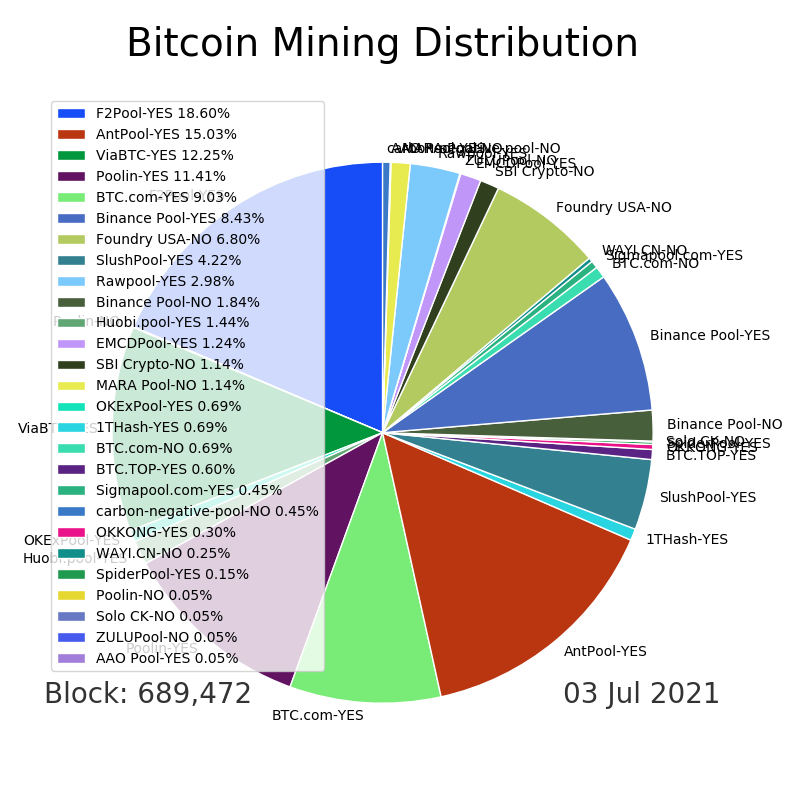 Bitcoin Mining Distribution
F2Pool-YES 18.60%
AntPool-YES 15.03%
ViaBTC-YES 12.25%
Poolin-YES 11.41%
BTC.com-YES 9.03%
Binance Pool-YES 8.43%
Foundry USA-NO 6.80%
SlushPool-YES 4.22%
Rawpool-YES 2.98%
Binance Pool-NO 1.84%
Huobi.pool-YES 1.44%
EMCDPool-YES 1.24%
SBI Crypto-NO 1.14%
MARA Pool-NO 1.14%
OKExPool-YES 0.69%
1THash-YES 0.69%
BTC.com-NO 0.69%
BTC.TOP-YES 0.60%
Sigmapool.com-YES 0.45%
carbon-negative-pool-NO 0.45%
OKKONG-YES 0.30%
WAYI.CN-NO 0.25%
SpiderPool-YES 0.15%
Poolin-NO 0.05%
Solo CK-NO 0.05%
ZULUPool-NO 0.05%
AAO Pool-YES 0.05%
SBI Crypto-NO
Foundry USA-NO
WAYI.CN-NO
Sigmapool.com-YES
BTC.com-NO
Binance Pool-YES
Binance Pool-NO
Solo CK-NO
BTC.TOP-YES
SlushPool-YES
1THash-YES
AntPool-YES
BTC.com-YES
Poolin-YES
Huobi.pool-YES
OKExPool-YES
ViaBTC-YES
Block: 689,472
03 Jul 2021